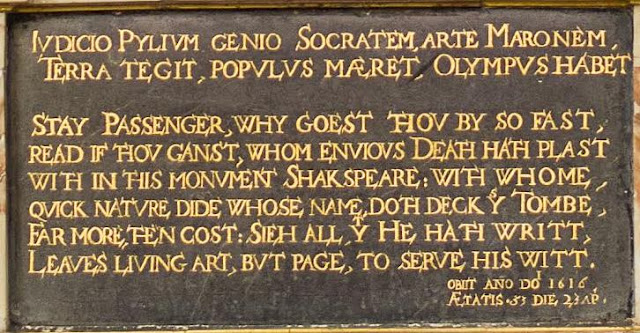 IVDICIO PYLIVM GENIO SOCRATEM, ARTE MARONEM,
TERRA TEGIT, POPVLVS MÆRET, OLYMPVS HABET
STAY PASSENGER, WHY GOEST THOV BY SO FAST,
READ IF THOV CANST, WHOM ENVIOVS DEATH HATH PLAST
WITH IN THIS MONVMENT SHAKSPEARE: WITH WHOME,
QVICK NATVRE DIDE WHOSE NAME, DOTH DECK Yˢ TOMBE,
FAR MORE, THEN COST: SIEH ALL, Yᵀ HE HATH WRITT,
LEAVES LIVING ART, BVT PAGE, TO SERVE HIS WITT.
OBIIT AÑO DOⁱ 1616,
ÆTATIS · 53 DIE 23 AP.